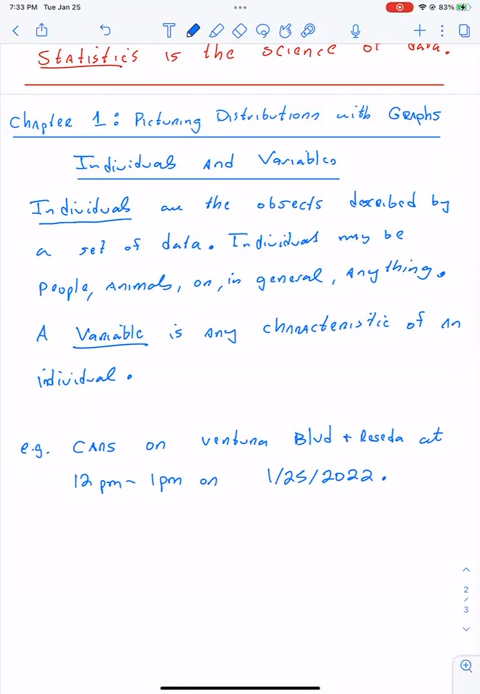 7:33 PM Tue Jan 25
83%
Statistics is the science of data.
Chapter 1: Picturing Distributions with Graphs
Individuals and Variables
Individuals are the objects described by
a set of data. Individual may be
people, animals, or, in general, anything.
A Variable is any characteristic of an
individual.
e.g. Cars on Ventura Blvd + Reseda at
12 pm - 1 pm on 1/25/2022.
2
/
3